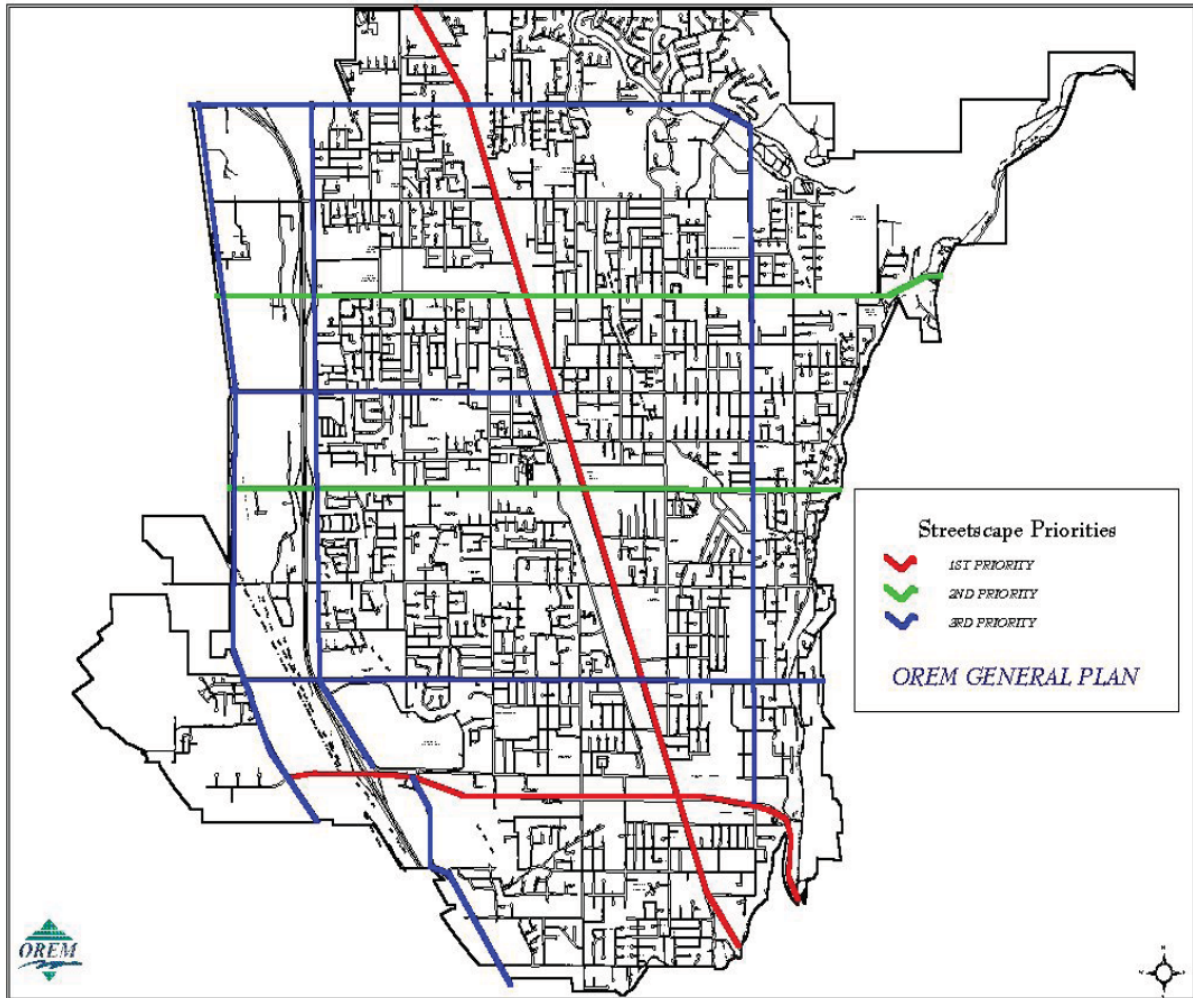 Streetscape Priorities
1ST PRIORITY
2ND PRIORITY
3RD PRIORITY
OREM GENERAL PLAN
OREM